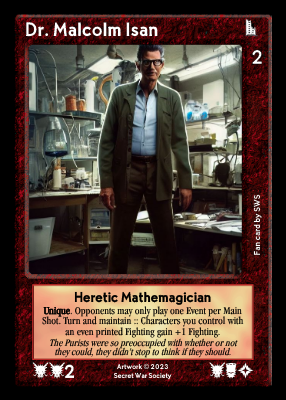 Dr. Malcolm Isan
2
Fan card by SWS
Heretic Mathemagician
Unique. Opponents may only play one Event per Main
Shot. Turn and maintain :: Characters you control with
an even printed Fighting gain +1 Fighting.
The Purists were so preoccupied with whether or not
they could, they didn't stop to think if they should.
2
Artwork © 2023
Secret War Society